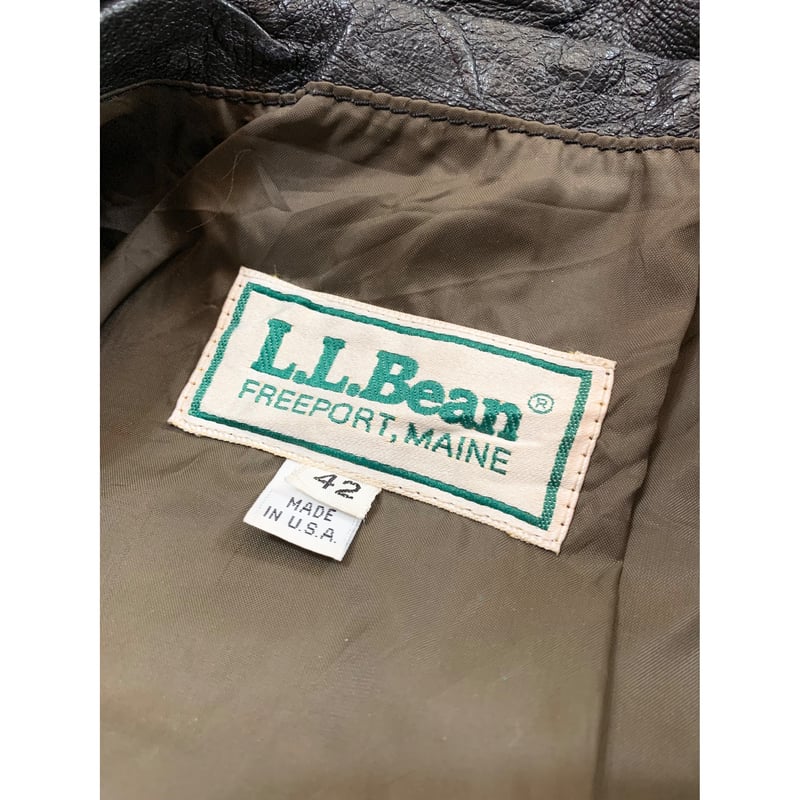 L.L.Bean®
FREEPORT, MAINE
42
MADE
IN U.S.A.